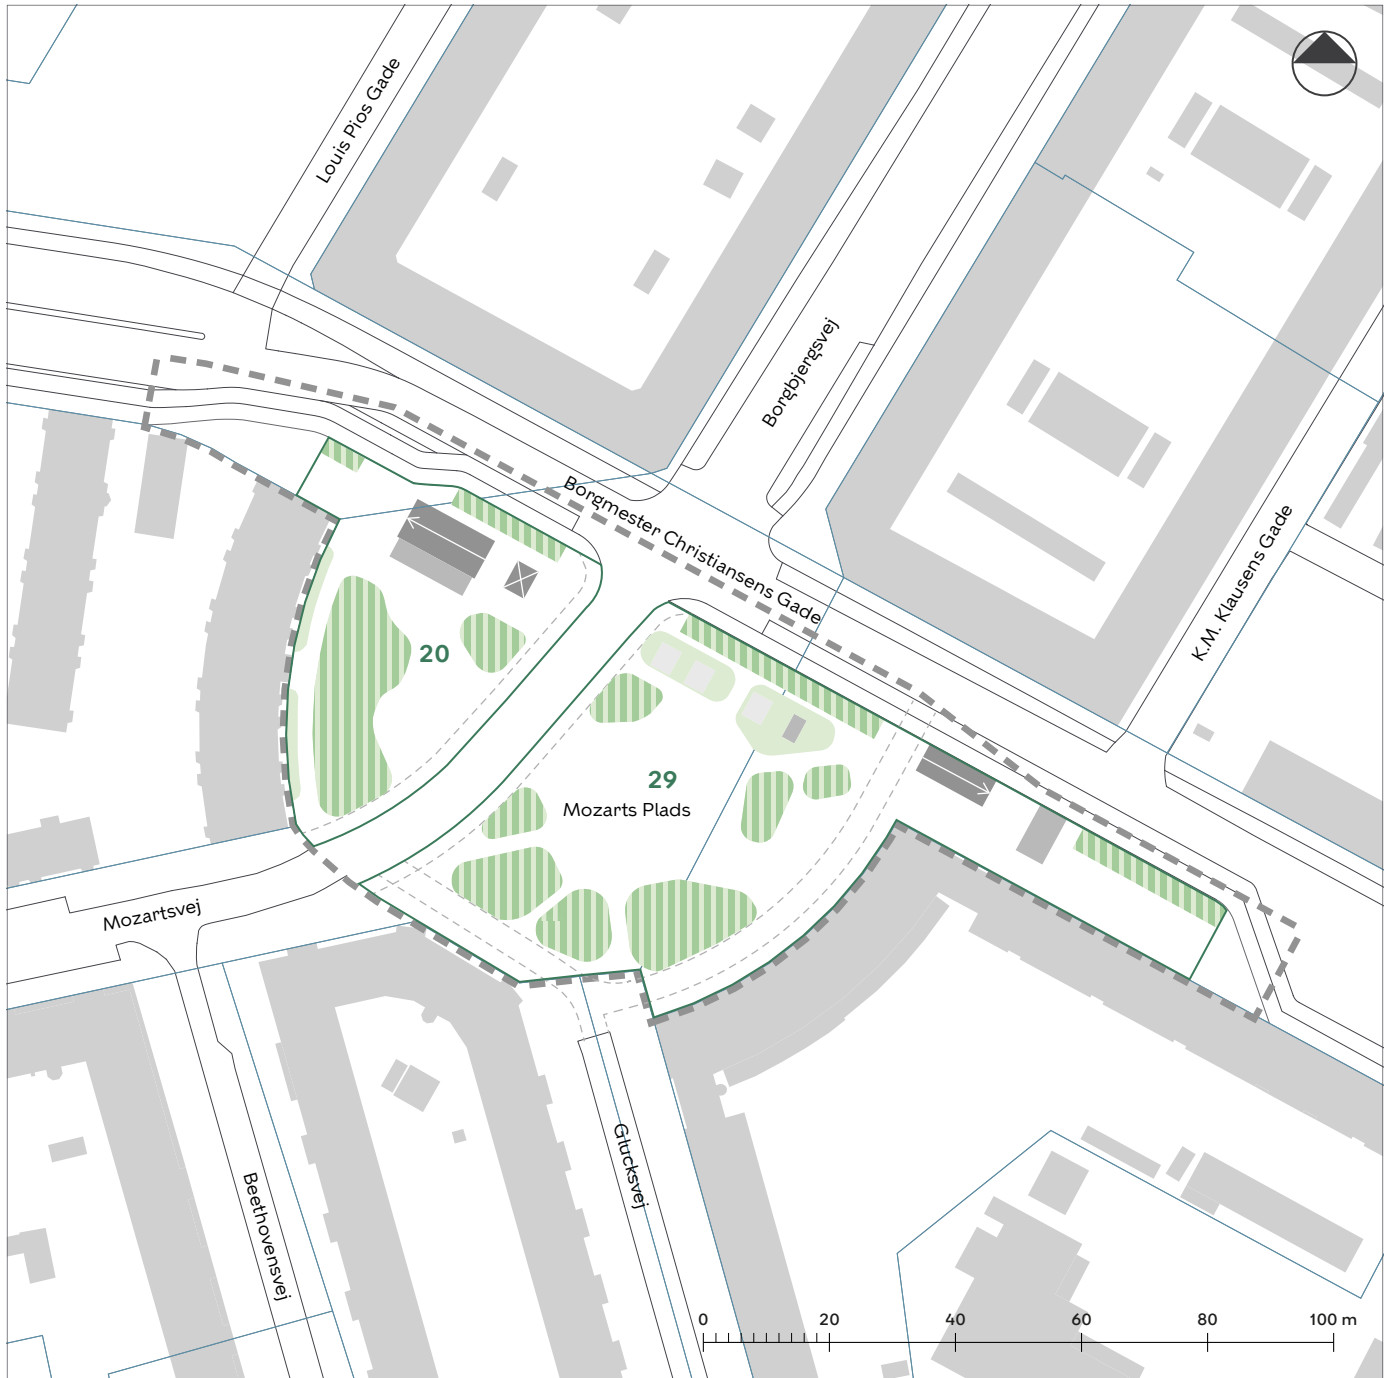 Louis Pios Gade
Borgbjergsvej
Borgmester Christiansens Gade
K.M. Klausens Gade
20
29
Mozarts Plads
Mozartsvej
Beethovensvej
Glucksvej
0 20 40 60 80 100 m